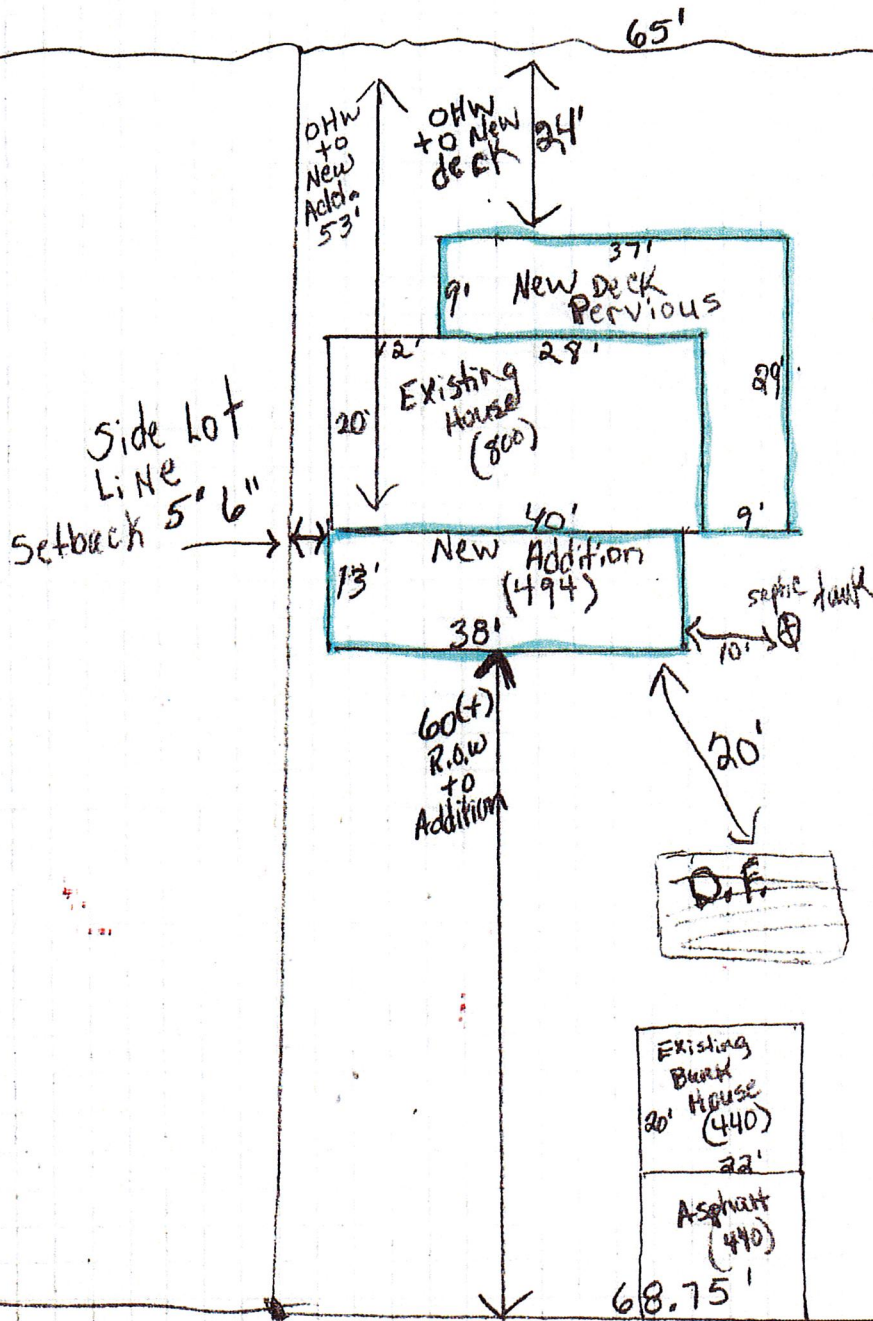 65'
OHW
to
New
Add.
53'
OHW
to New
deck
24'
37'
9'
New Deck
Pervious
12'
28'
29'
Existing
House
(800)
20'
Side Lot
Line
Setback 5' 6"
40'
9'
New Addition
(494)
13'
38'
septic tank
10'
60(+)
R.O.W
to
Addition
20'
D.F.
Existing
Bunk
House
20'
(440)
22'
Asphalt
(440)
68.75'